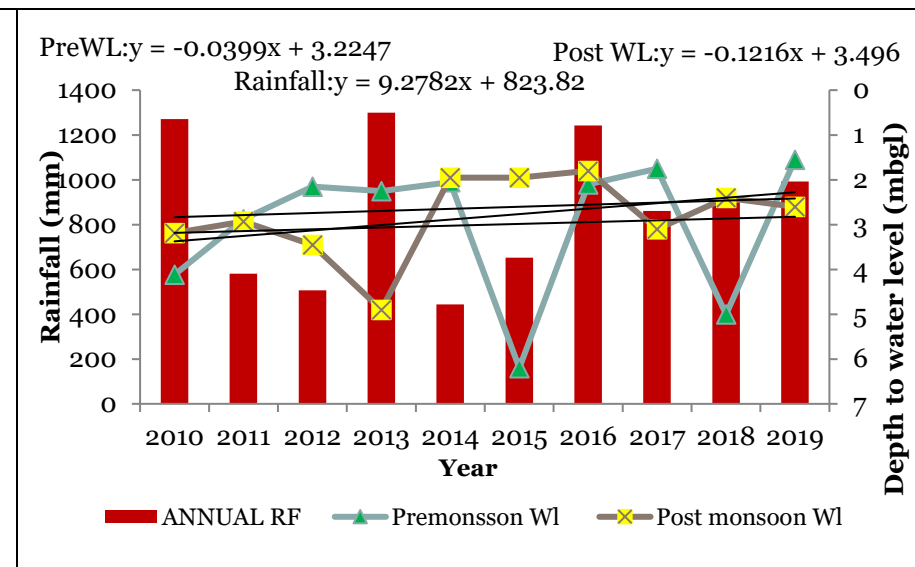 PreWL:y = -0.0399x + 3.2247
Post WL:y = -0.1216x + 3.496
Rainfall:y = 9.2782x + 823.82
Rainfall (mm)
1400
1200
1000
800
600
400
200
0
0
1
2
3
4
5
6
7
Depth to water level (mbgl)
2010 2011 2012 2013 2014 2015 2016 2017 2018 2019
Year
ANNUAL RF Premonsson Wl Post monsoon Wl